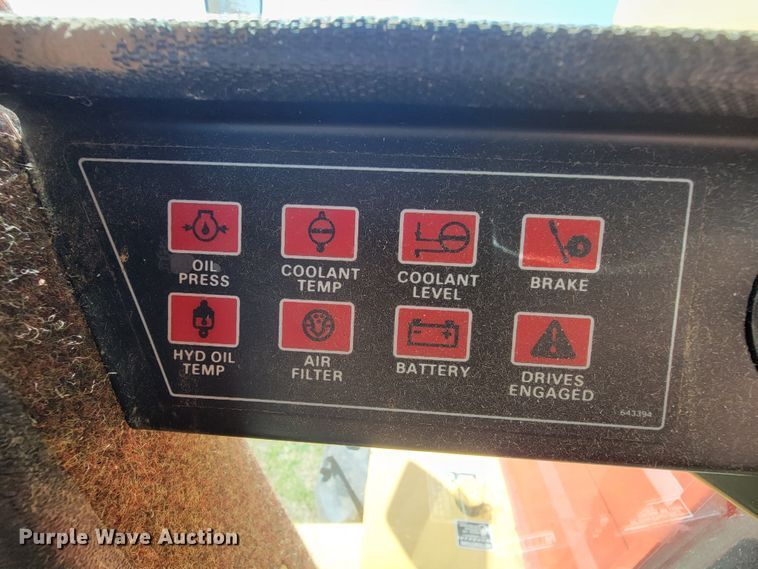 OIL
PRESS
COOLANT
TEMP
COOLANT
LEVEL
BRAKE
HYD OIL
TEMP
AIR
FILTER
BATTERY
DRIVES
ENGAGED
643394
Purple Wave Auction